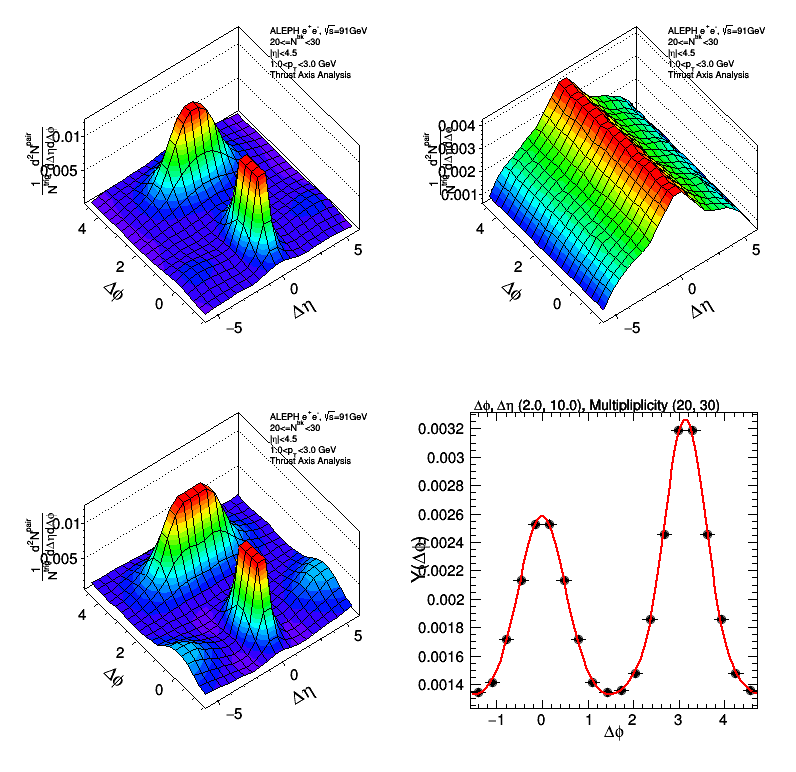 ALEPH e⁺e⁻, √s=91GeV
20<=N^trk<30
|η|<4.5
1.0<p_T<3.0 GeV
Thrust Axis Analysis
1/N^trig d²N^pair/dΔηdΔϕ
0.01
0.005
4
2
0
Δϕ
−5
0
5
Δη
ALEPH e⁺e⁻, √s=91GeV
20<=N^trk<30
|η|<4.5
1.0<p_T<3.0 GeV
Thrust Axis Analysis
1/N^trig d²N^pair/dΔηdΔϕ
0.004
0.003
0.002
0.001
4
2
0
Δϕ
−5
0
5
Δη
ALEPH e⁺e⁻, √s=91GeV
20<=N^trk<30
|η|<4.5
1.0<p_T<3.0 GeV
Thrust Axis Analysis
1/N^trig d²N^pair/dΔηdΔϕ
0.01
0.005
4
2
0
Δϕ
−5
0
5
Δη
Δϕ, Δη (2.0, 10.0), Multipliplicity (20, 30)
0.0032
0.003
0.0028
0.0026
0.0024
0.0022
0.002
0.0018
0.0016
0.0014
Y(Δϕ)
−1 0 1 2 3 4
Δϕ